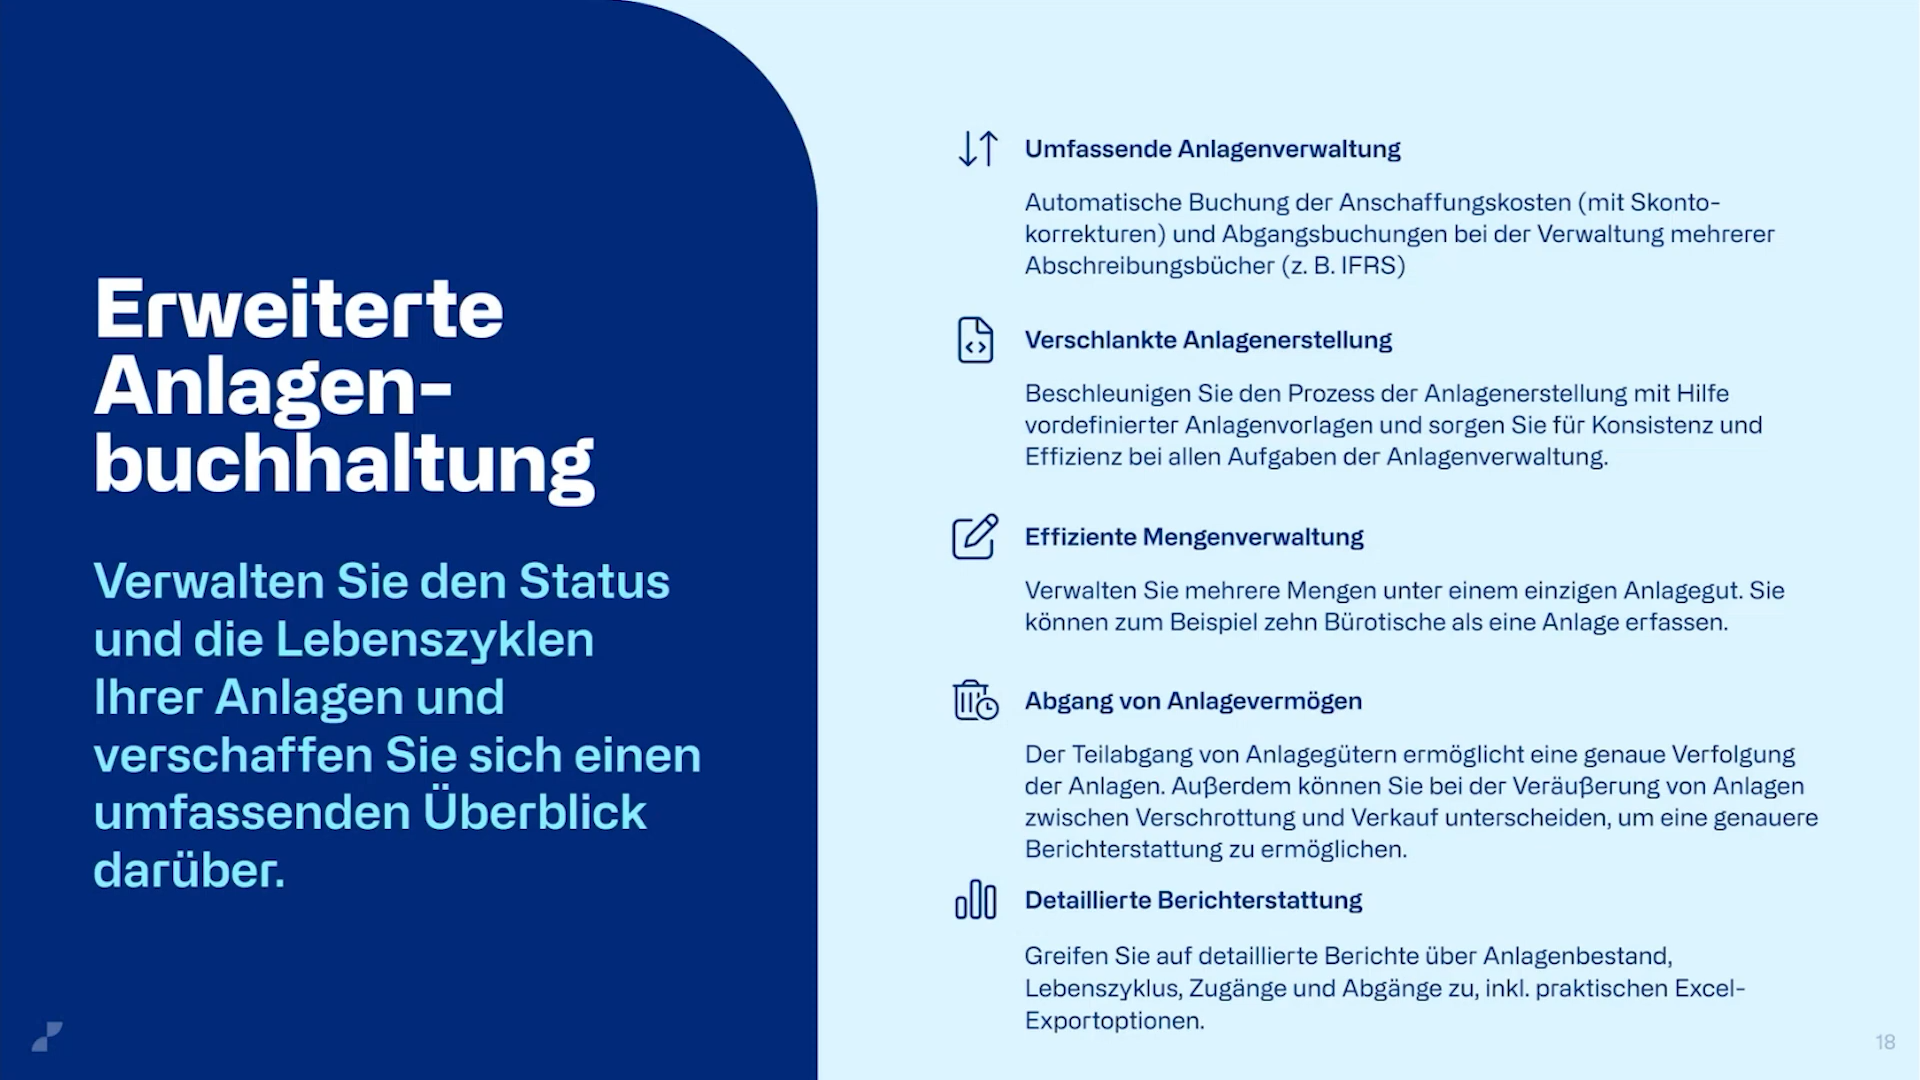 Erweiterte
Anlagen-
buchhaltung
Verwalten Sie den Status
und die Lebenszyklen
Ihrer Anlagen und
verschaffen Sie sich einen
umfassenden Überblick
darüber.
Umfassende Anlagenverwaltung
Automatische Buchung der Anschaffungskosten (mit Skonto-
korrekturen) und Abgangsbuchungen bei der Verwaltung mehrerer
Abschreibungsbücher (z. B. IFRS)
Verschlankte Anlagenerstellung
Beschleunigen Sie den Prozess der Anlagenerstellung mit Hilfe
vordefinierter Anlagenvorlagen und sorgen Sie für Konsistenz und
Effizienz bei allen Aufgaben der Anlagenverwaltung.
Effiziente Mengenverwaltung
Verwalten Sie mehrere Mengen unter einem einzigen Anlagegut. Sie
können zum Beispiel zehn Bürotische als eine Anlage erfassen.
Abgang von Anlagevermögen
Der Teilabgang von Anlagegütern ermöglicht eine genaue Verfolgung
der Anlagen. Außerdem können Sie bei der Veräußerung von Anlagen
zwischen Verschrottung und Verkauf unterscheiden, um eine genauere
Berichterstattung zu ermöglichen.
Detaillierte Berichterstattung
Greifen Sie auf detaillierte Berichte über Anlagenbestand,
Lebenszyklus, Zugänge und Abgänge zu, inkl. praktischen Excel-
Exportoptionen.
18